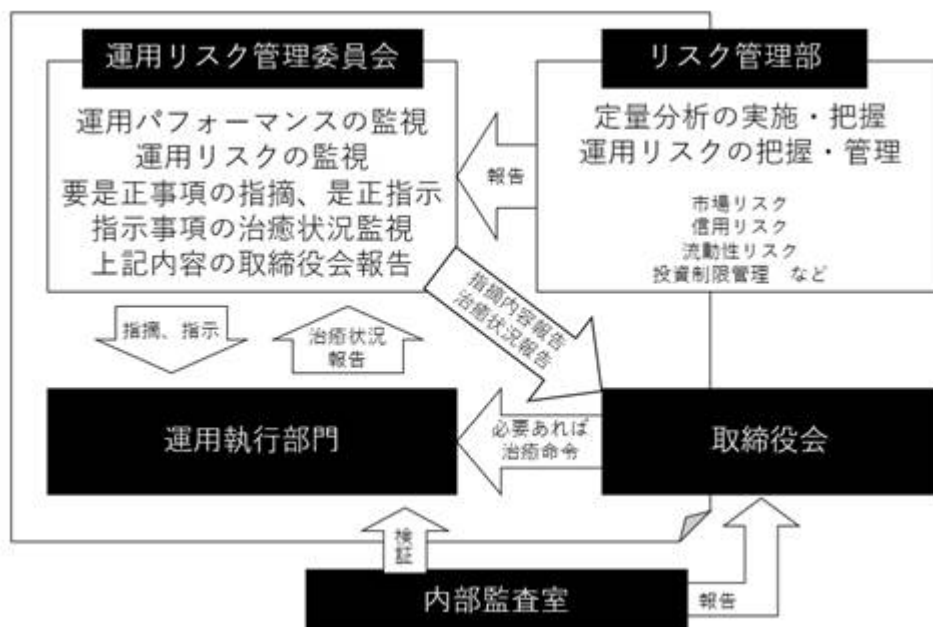 運用リスク管理委員会
運用パフォーマンスの監視
運用リスクの監視
要是正事項の指摘、是正指示
指示事項の治癒状況監視
上記内容の取締役会報告
報告
リスク管理部
定量分析の実施・把握
運用リスクの把握・管理
市場リスク
信用リスク
流動性リスク
投資制限管理　など
指摘、指示
治癒状況
報告
指摘内容報告
治癒状況報告
運用執行部門
必要あれば
治癒命令
取締役会
検証
内部監査室
報告